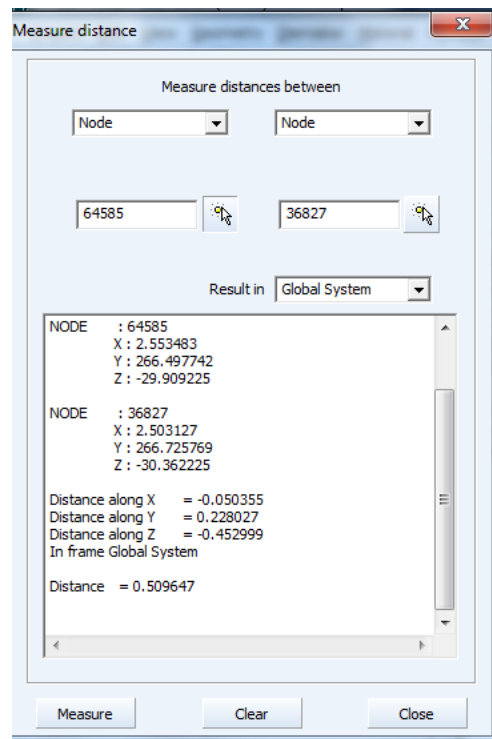 Measure distance
Measure distances between
Node Node
64585 36827
Result in Global System
NODE : 64585
X : 2.553483
Y : 266.497742
Z : -29.909225
NODE : 36827
X : 2.503127
Y : 266.725769
Z : -30.362225
Distance along X = -0.050355
Distance along Y = 0.228027
Distance along Z = -0.452999
In frame Global System
Distance = 0.509647
Measure Clear Close